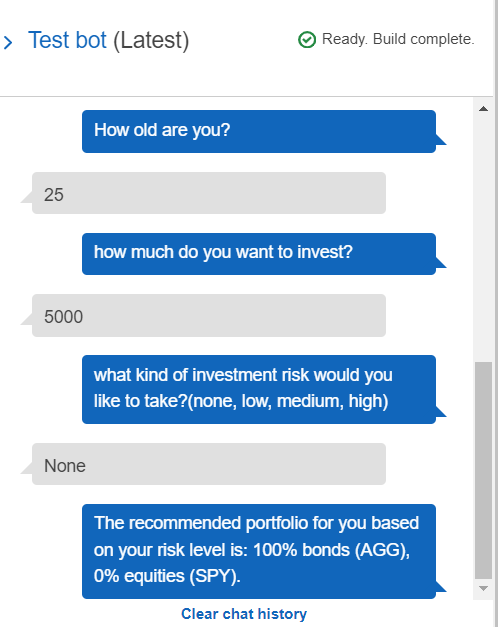 Test bot (Latest)
Ready. Build complete.
How old are you?
25
how much do you want to invest?
5000
what kind of investment risk would you
like to take?(none, low, medium, high)
None
The recommended portfolio for you based
on your risk level is: 100% bonds (AGG),
0% equities (SPY).
Clear chat history